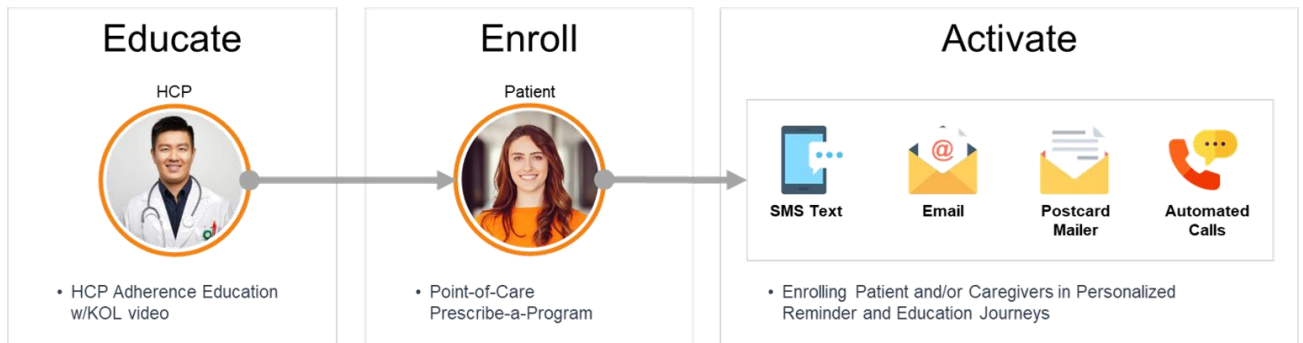 Educate
HCP
• HCP Adherence Education
w/KOL video
Enroll
Patient
• Point-of-Care
Prescribe-a-Program
Activate
@
SMS Text
Email
Postcard
Mailer
Automated
Calls
• Enrolling Patient and/or Caregivers in Personalized
Reminder and Education Journeys